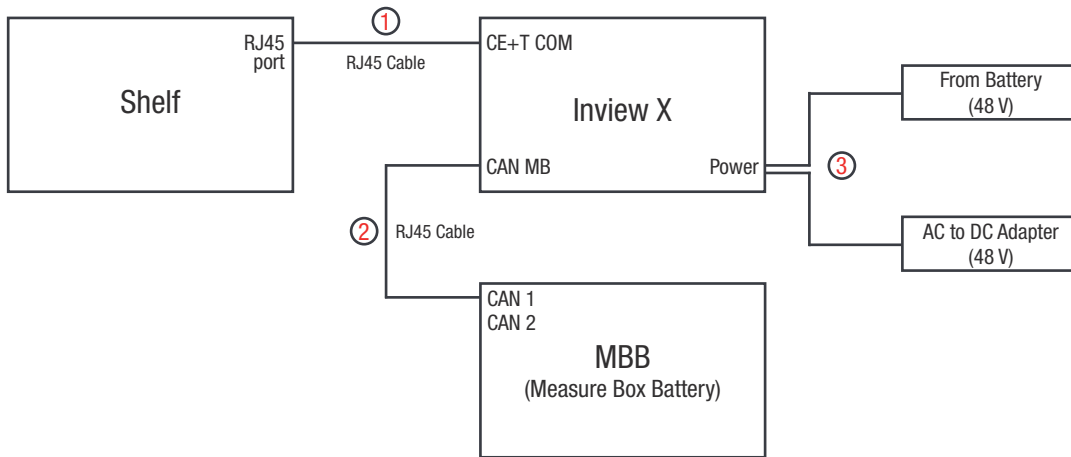 Shelf
RJ45
port
1
RJ45 Cable
CE+T COM
Inview X
CAN MB
Power
2
RJ45 Cable
3
From Battery
(48 V)
AC to DC Adapter
(48 V)
CAN 1
CAN 2
MBB
(Measure Box Battery)